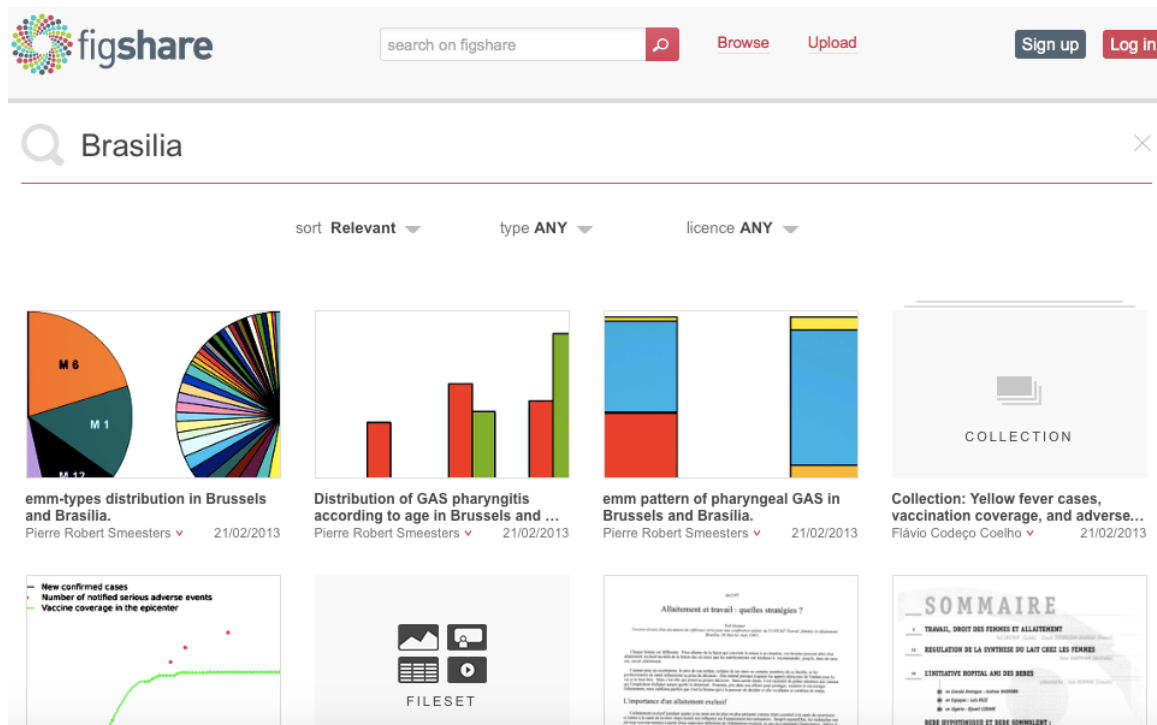 figshare
search on figshare
Browse
Upload
Sign up
Log in
Brasilia
sort Relevant
type ANY
licence ANY
M 6
M 1
M 12
COLLECTION
emm-types distribution in Brussels
and Brasília.
Pierre Robert Smeesters
21/02/2013
Distribution of GAS pharyngitis
according to age in Brussels and ...
Pierre Robert Smeesters
21/02/2013
emm pattern of pharyngeal GAS in
Brussels and Brasília.
Pierre Robert Smeesters
21/02/2013
Collection: Yellow fever cases,
vaccination coverage, and adverse...
Flávio Codeço Coelho
21/02/2013
New confirmed cases
Number of notified serious adverse events
Vaccine coverage in the epicenter
FILESET
Allaitement et travail : quelles stratégies ?
L'importance d'un allaitement exclusif
SOMMAIRE
TRAVAIL, DROIT DES FEMMES ET ALLAITEMENT
REGULATION DE LA SYNTHESE DU LAIT CHEZ LES FEMMES
L'INITIATIVE HOPITAL AMI DES BEBES
BEBE HYPOTONIQUE ET BEBE SOMNOLENT :